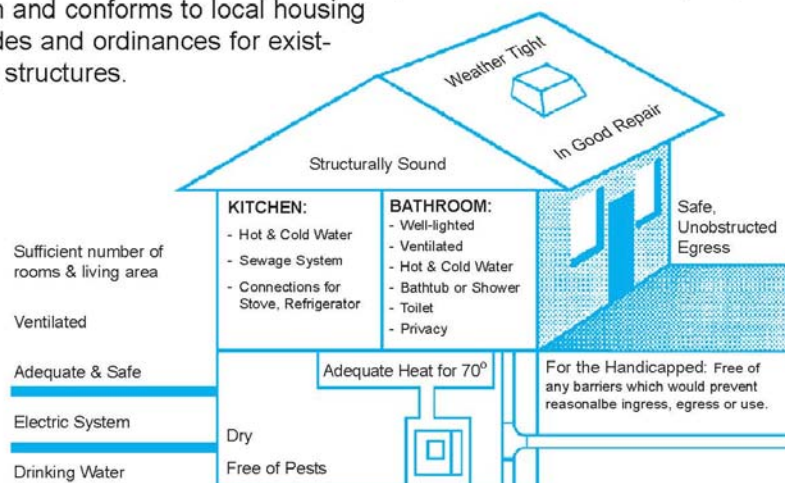 and conforms to local housing
and ordinances for exist-
structures.
Weather Tight
In Good Repair
Structurally Sound
KITCHEN:
- Hot & Cold Water
- Sewage System
- Connections for
Stove, Refrigerator
BATHROOM:
- Well-lighted
- Ventilated
- Hot & Cold Water
- Bathtub or Shower
- Toilet
- Privacy
Safe,
Unobstructed
Egress
Sufficient number of
rooms & living area
Ventilated
Adequate & Safe
Electric System
Drinking Water
Adequate Heat for 70º
Dry
Free of Pests
For the Handicapped: Free of
any barriers which would prevent
reasonalbe ingress, egress or use.